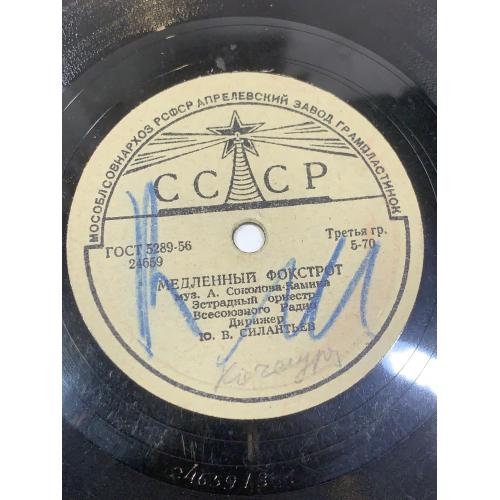 МОСОБЛСОВНАРХОЗ РСФСР АПРЕЛЕВСКИЙ ЗАВОД ГРАМПЛАСТИНОК
СССР
ГОСТ 5289-56
24659
Третья гр.
5-70
МЕДЛЕННЫЙ ФОКСТРОТ
муз. А. Соколова-Камина
Эстрадный оркестр
Всесоюзного Радио
Дирижер
Ю. В. СИЛАНТЬЕВ